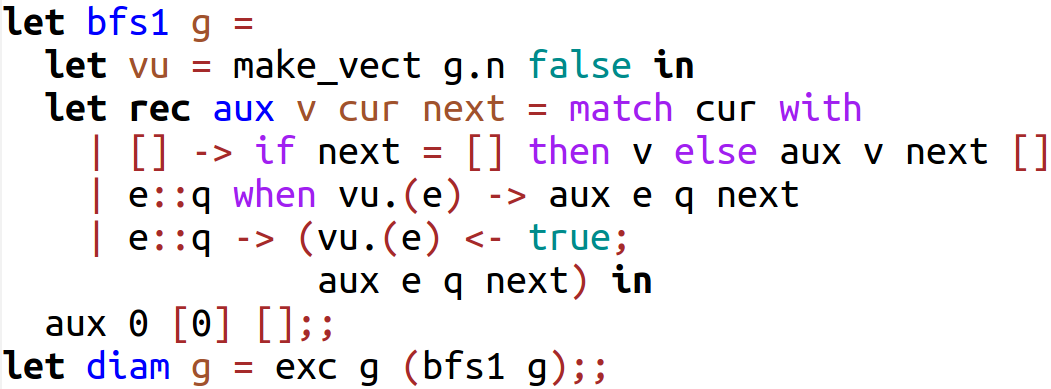 let bfs1 g =
  let vu = make_vect g.n false in
  let rec aux v cur next = match cur with
    | [] -> if next = [] then v else aux v next []
    | e::q when vu.(e) -> aux e q next
    | e::q -> (vu.(e) <- true;
               aux e q next) in
  aux 0 [0] [];;
let diam g = exc g (bfs1 g);;